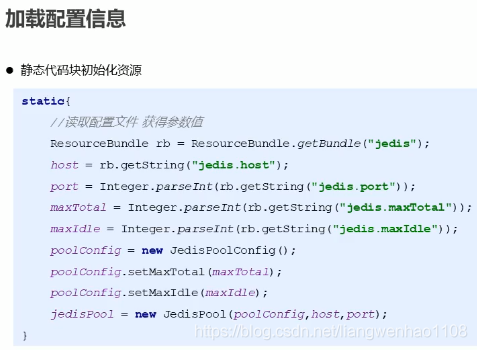 加载配置信息
● 静态代码块初始化资源
static{
//读取配置文件 获得参数值
ResourceBundle rb = ResourceBundle.getBundle("jedis");
host = rb.getString("jedis.host");
port = Integer.parseInt(rb.getString("jedis.port"));
maxTotal = Integer.parseInt(rb.getString("jedis.maxTotal"));
maxIdle = Integer.parseInt(rb.getString("jedis.maxIdle"));
poolConfig = new JedisPoolConfig();
poolConfig.setMaxTotal(maxTotal);
poolConfig.setMaxIdle(maxIdle);
jedisPool = new JedisPool(poolConfig,host,port);
}
https://blog.csdn.net/liangwenhao1108